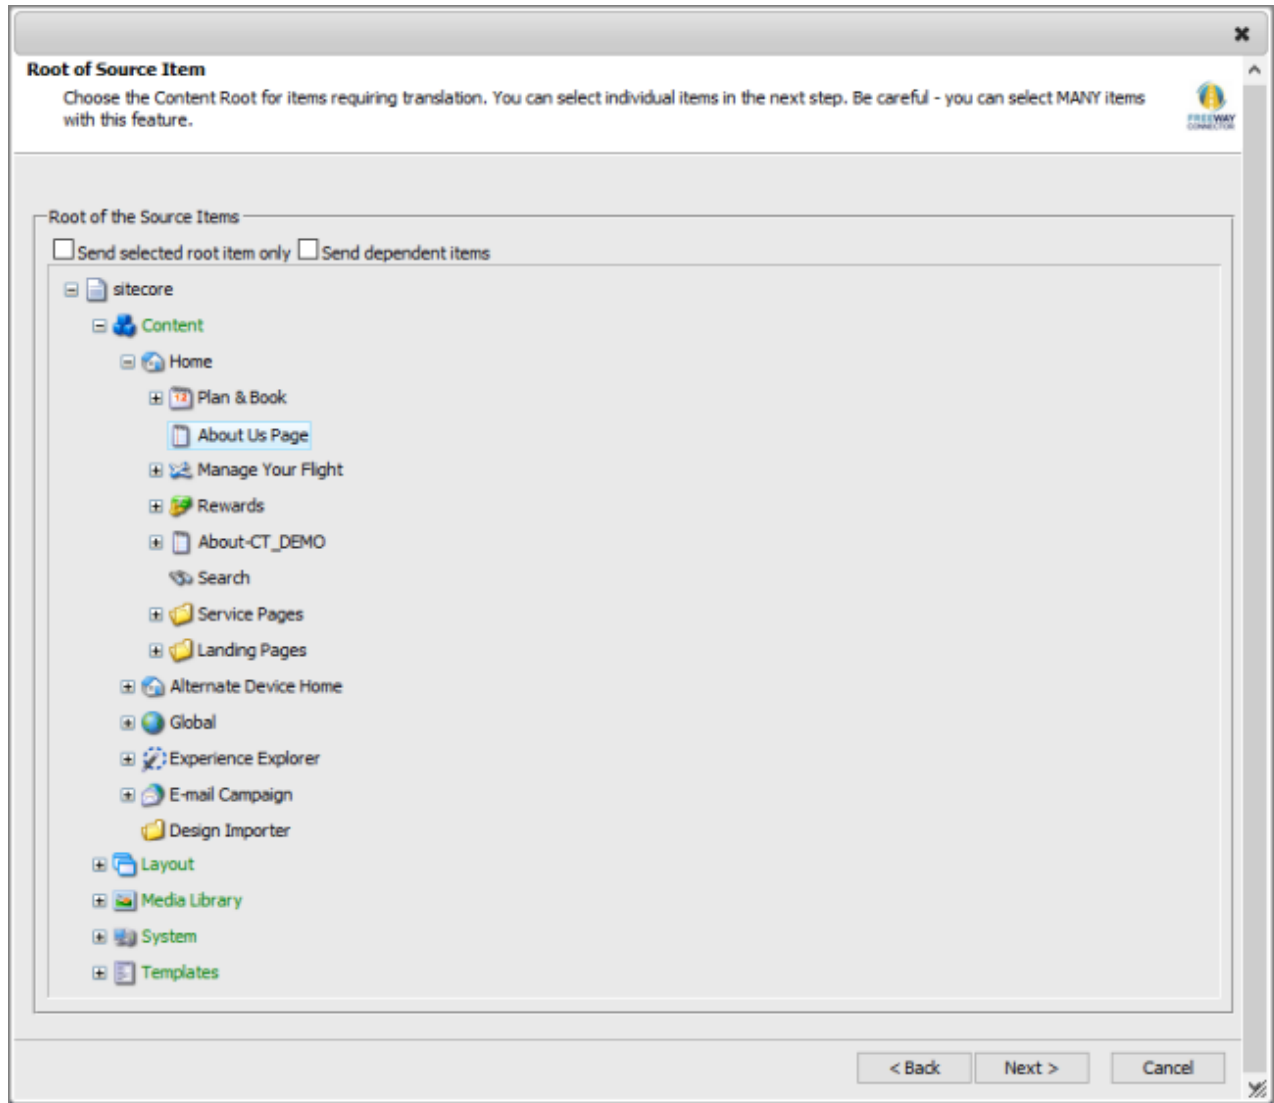 Root of Source Item
Choose the Content Root for items requiring translation. You can select individual items in the next step. Be careful - you can select MANY items
with this feature.
FREEWAY
CONNECTOR
Root of the Source Items
Send selected root item only Send dependent items
sitecore
Content
Home
12 Plan & Book
About Us Page
Manage Your Flight
Rewards
About-CT_DEMO
Search
Service Pages
Landing Pages
Alternate Device Home
Global
Experience Explorer
E-mail Campaign
Design Importer
Layout
Media Library
System
Templates
< Back Next > Cancel